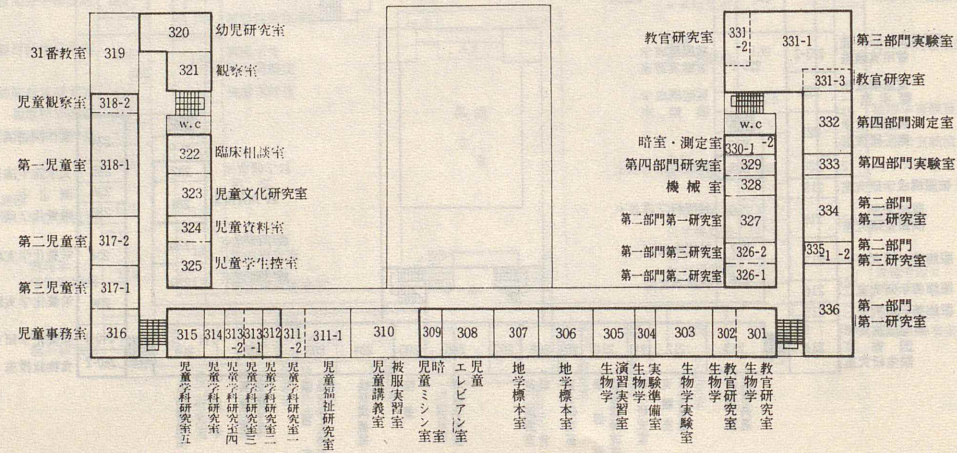 31番教室
児童観察室
第一児童室
第二児童室
第三児童室
児童事務室
319
318-2
318-1
317-2
317-1
316
320
321
w.c
322
323
324
325
幼児研究室
観察室
臨床相談室
児童文化研究室
児童資料室
児童学生控室
教官研究室
暗室・測定室
第四部門研究室
機械室
第二部門第一研究室
第一部門第三研究室
第一部門第二研究室
331-2
331-1
331-3
w.c
330-1
-2
329
328
327
326-2
326-1
332
333
334
335-1
-2
336
第三部門実験室
教官研究室
第四部門測定室
第四部門実験室
第二部門
第二研究室
第二部門
第三研究室
第一部門
第一研究室
315
314
313-2
313-1
312
311-2
311-1
310
309
308
307
306
305
304
303
302
301
児童学科研究室五
児童学科研究室
児童学科研究室四
児童学科研究室三
児童学科研究室二
児童学科研究室一
児童福祉研究室
児童講義室
被服実習室
児童ミシン室
暗室
エレビアン室
児童
地学標本室
地学標本室
生物学
演習実習室
生物学
実験準備室
生物学実験室
生物学
教官研究室
生物学
教官研究室